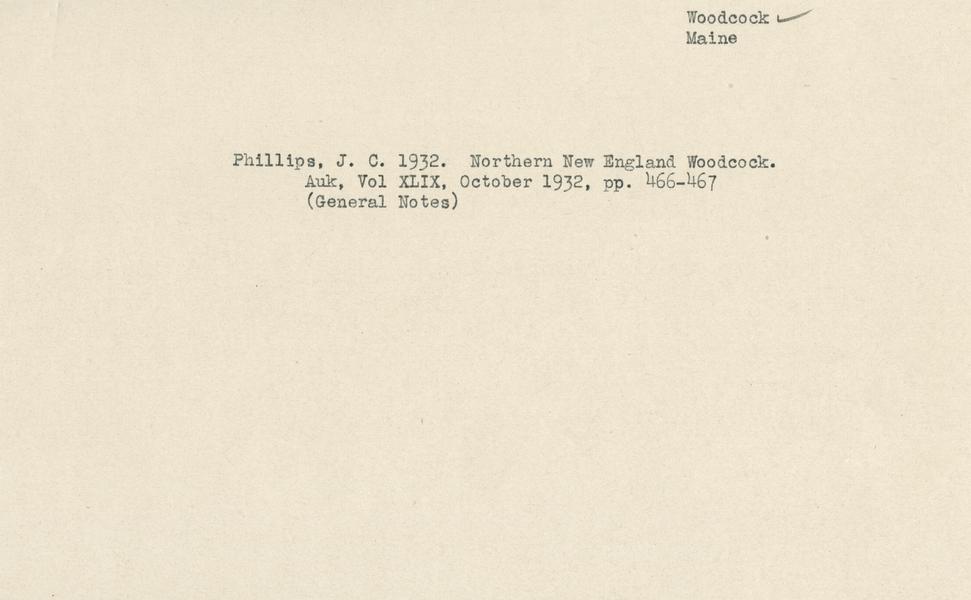 Woodcock
Maine
Phillips, J. C. 1932. Northern New England Woodcock.
Auk, Vol XLIX, October 1932, pp. 466-467
(General Notes)